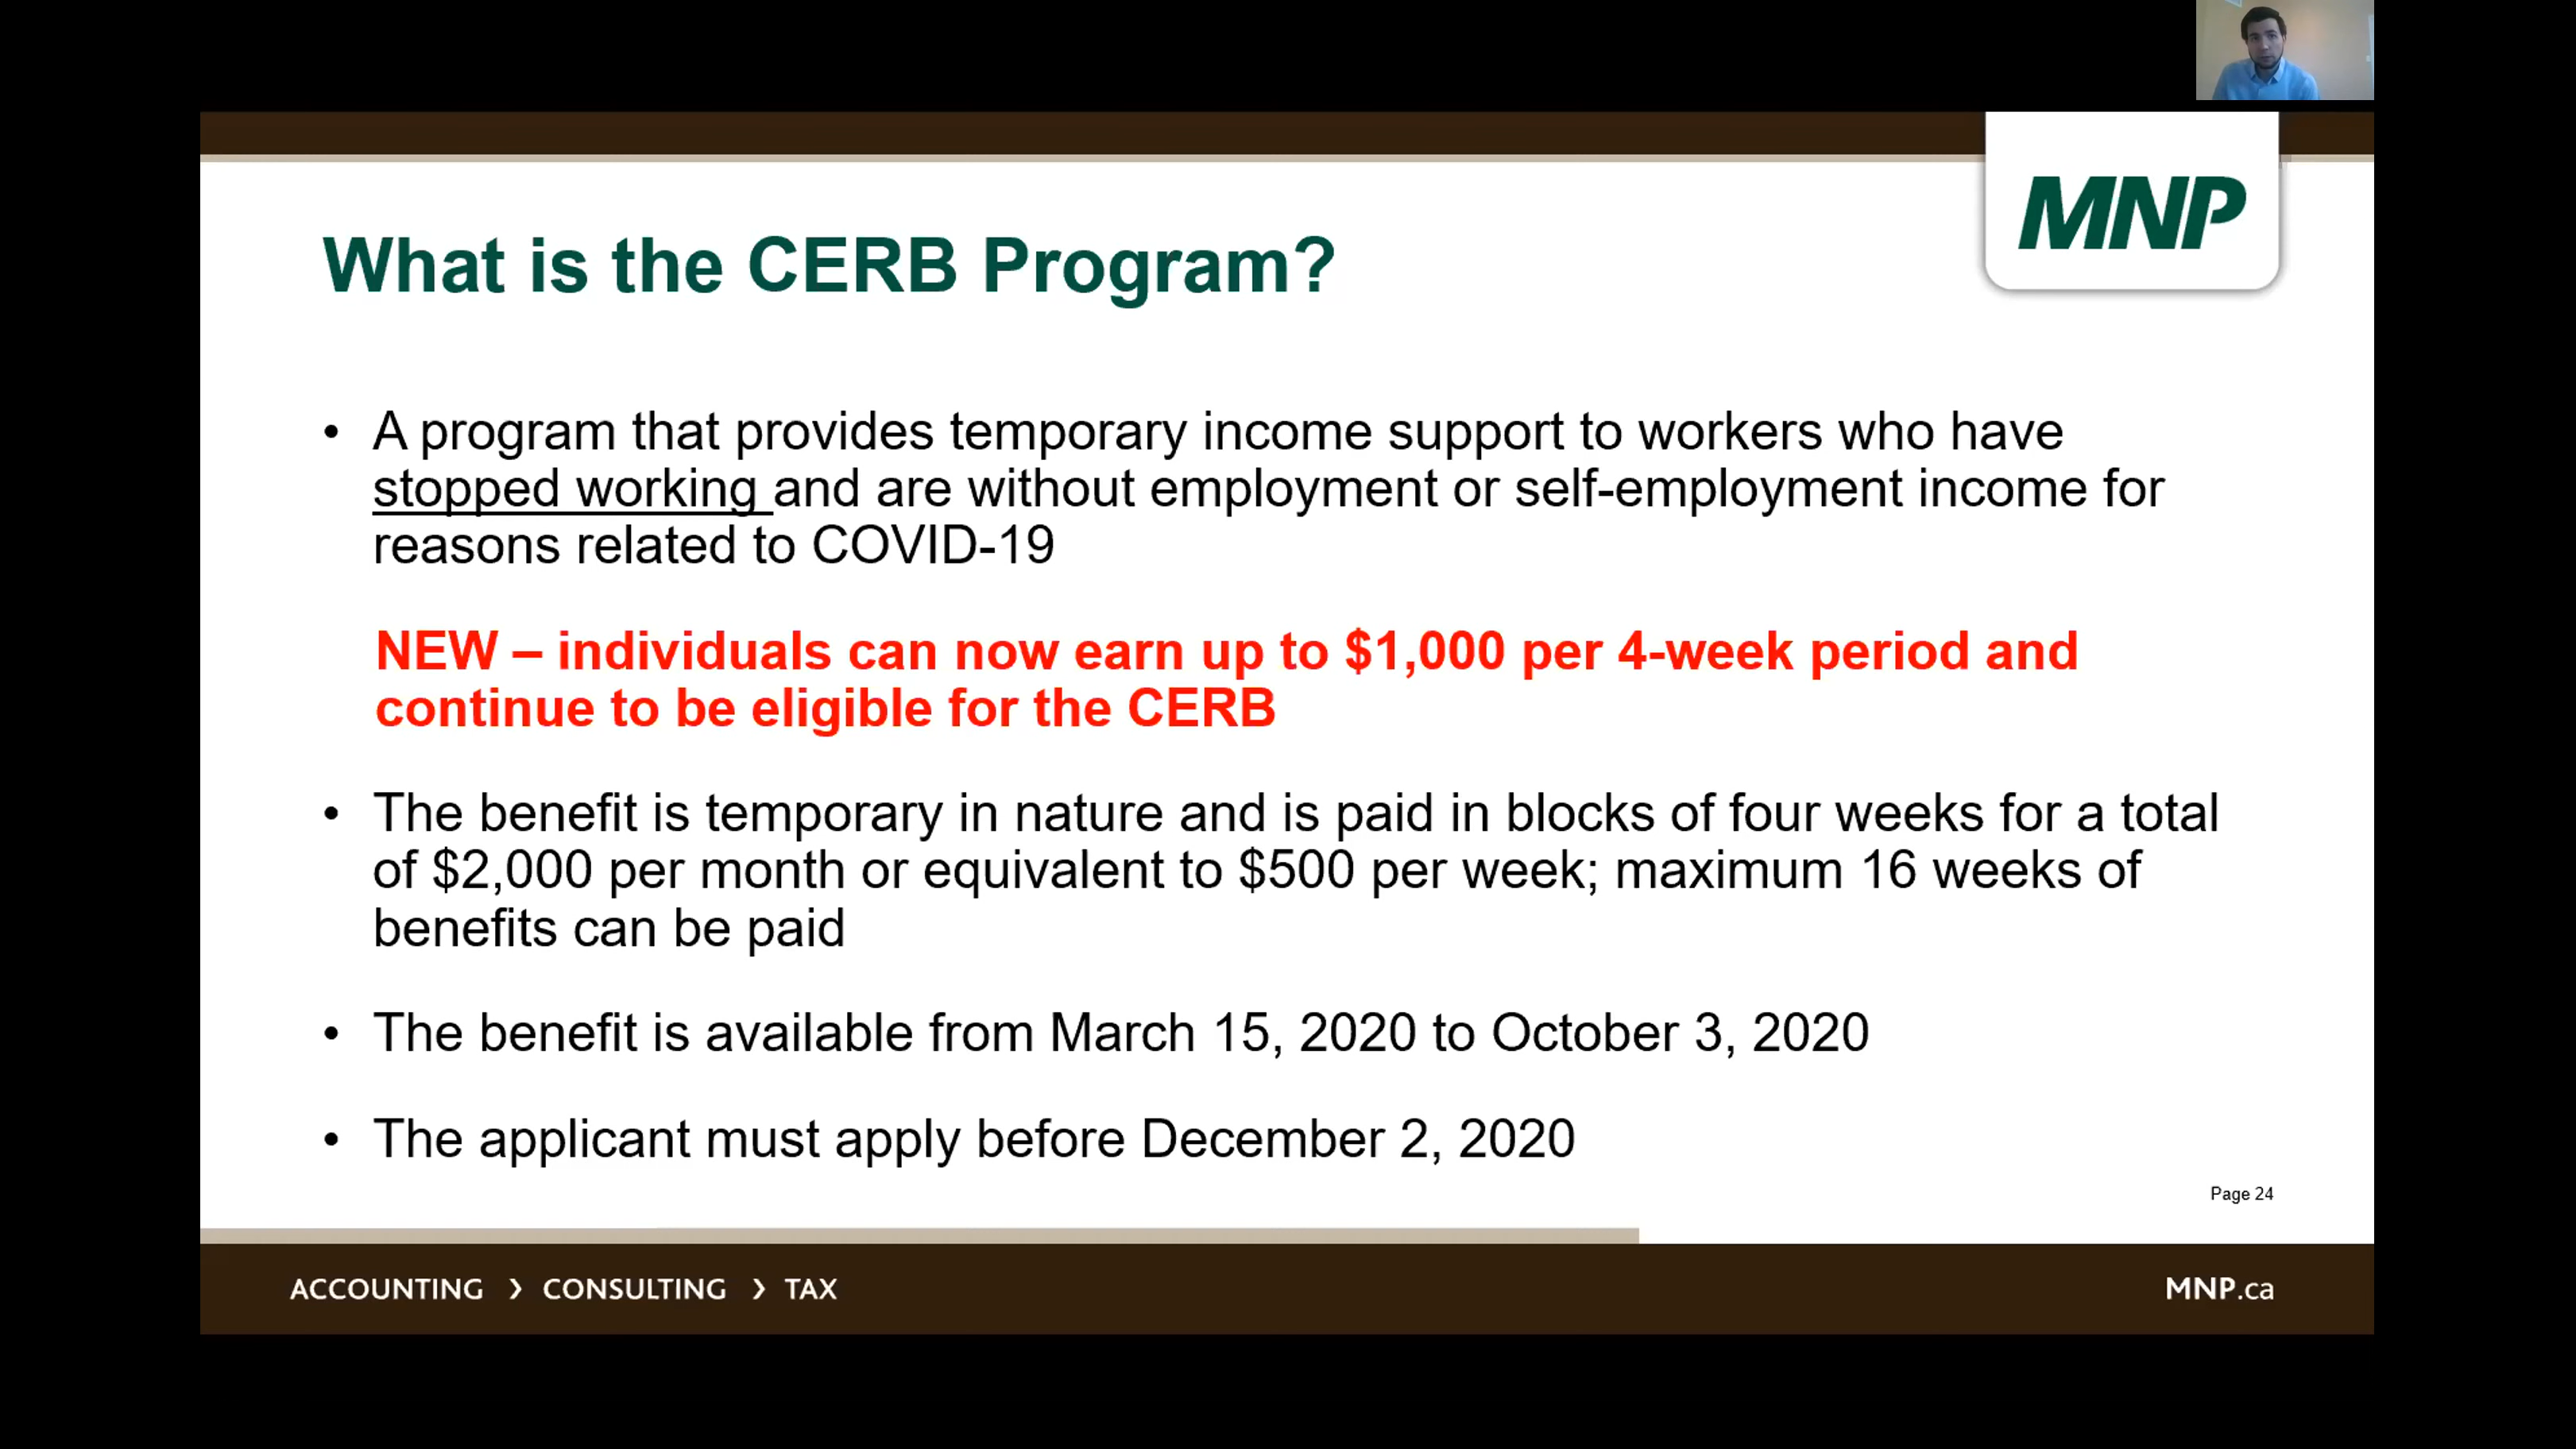 MNP
What is the CERB Program?
• A program that provides temporary income support to workers who have
stopped working and are without employment or self-employment income for
reasons related to COVID-19
NEW – individuals can now earn up to $1,000 per 4-week period and
continue to be eligible for the CERB
• The benefit is temporary in nature and is paid in blocks of four weeks for a total
of $2,000 per month or equivalent to $500 per week; maximum 16 weeks of
benefits can be paid
• The benefit is available from March 15, 2020 to October 3, 2020
• The applicant must apply before December 2, 2020
Page 24
ACCOUNTING › CONSULTING › TAX
MNP.ca